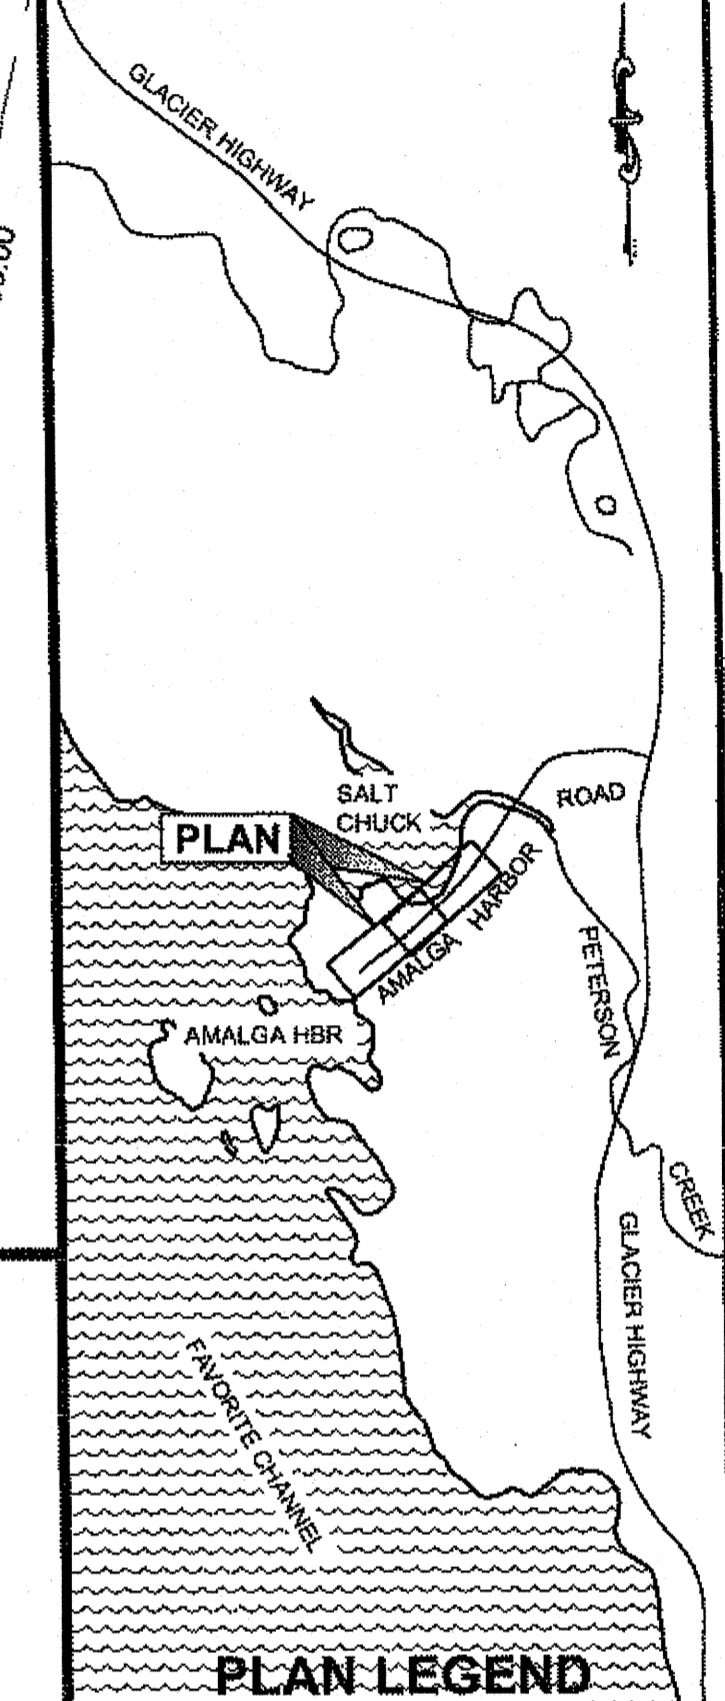 GLACIER HIGHWAY
SALT
CHUCK
ROAD
PLAN
AMALGA HARBOR
PETERSON
AMALGA HBR
CREEK
GLACIER HIGHWAY
FAVORITE CHANNEL
PLAN LEGEND